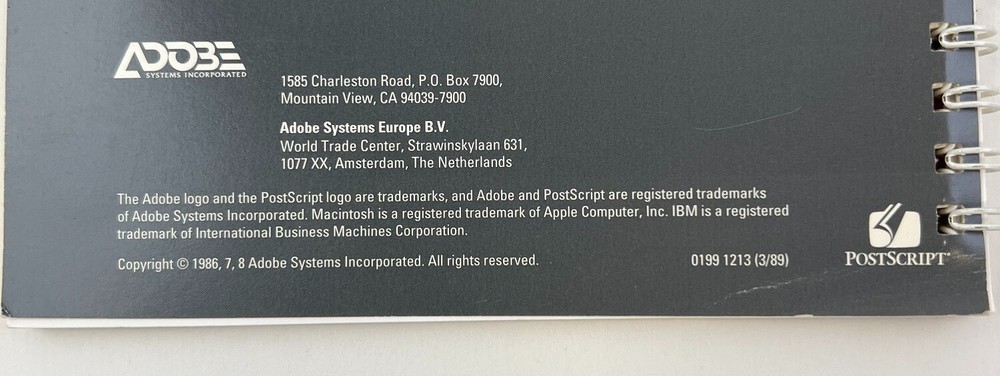 ADOBE
SYSTEMS INCORPORATED
1585 Charleston Road, P.O. Box 7900,
Mountain View, CA 94039-7900
Adobe Systems Europe B.V.
World Trade Center, Strawinskylaan 631,
1077 XX, Amsterdam, The Netherlands
The Adobe logo and the PostScript logo are trademarks, and Adobe and PostScript are registered trademarks
of Adobe Systems Incorporated. Macintosh is a registered trademark of Apple Computer, Inc. IBM is a registered
trademark of International Business Machines Corporation.
Copyright © 1986, 7, 8 Adobe Systems Incorporated. All rights reserved.
0199 1213 (3/89)
POSTSCRIPT®